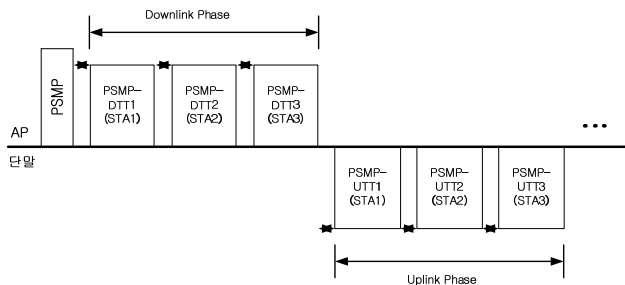 Downlink Phase
PSMP
PSMP-
DTT1
(STA1)
PSMP-
DTT2
(STA2)
PSMP-
DTT3
(STA3)
AP
...
단말
PSMP-
UTT1
(STA1)
PSMP-
UTT2
(STA2)
PSMP-
UTT3
(STA3)
Uplink Phase